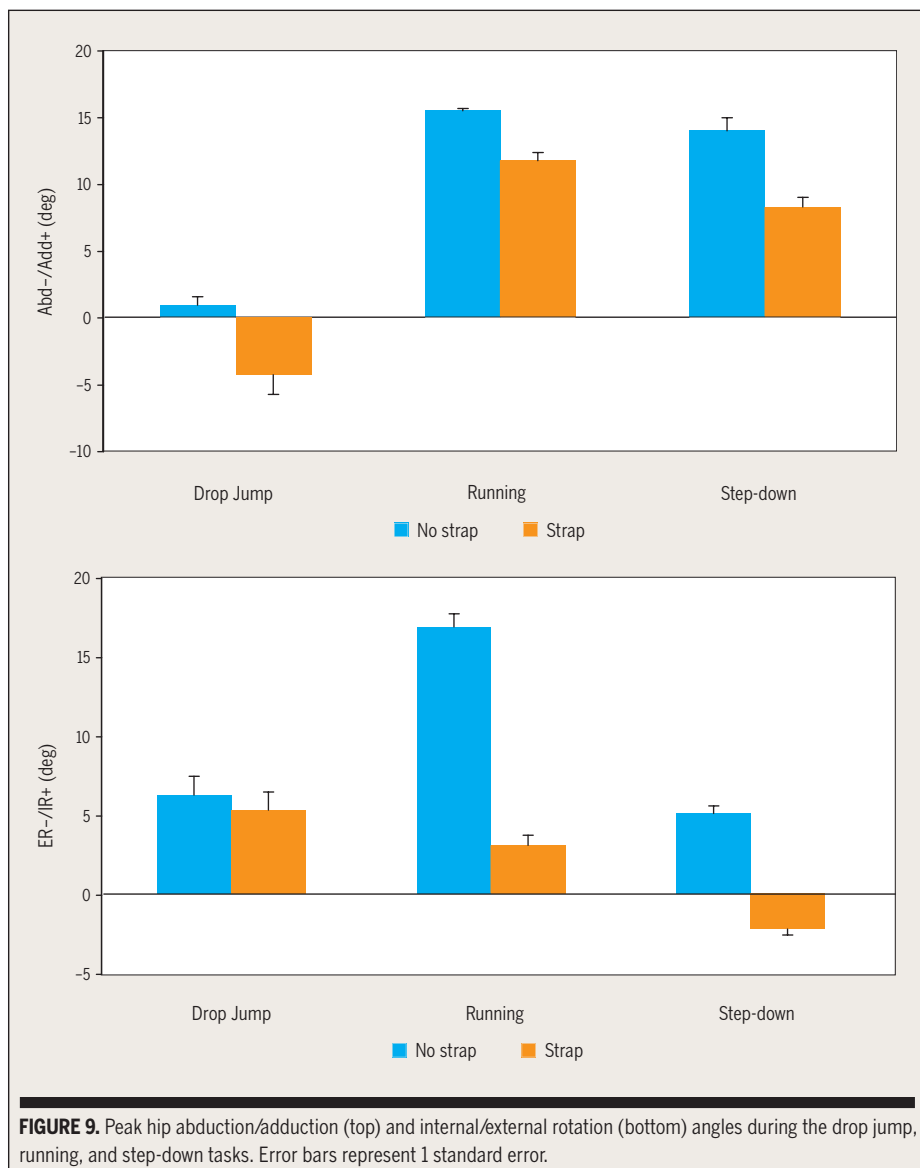 20
15
10
5
0
−5
−10
Abd−/Add+ (deg)
Drop Jump Running Step-down
No strap Strap
20
15
10
5
0
−5
ER−/IR+ (deg)
Drop Jump Running Step-down
No strap Strap
FIGURE 9. Peak hip abduction/adduction (top) and internal/external rotation (bottom) angles during the drop jump,
running, and step-down tasks. Error bars represent 1 standard error.